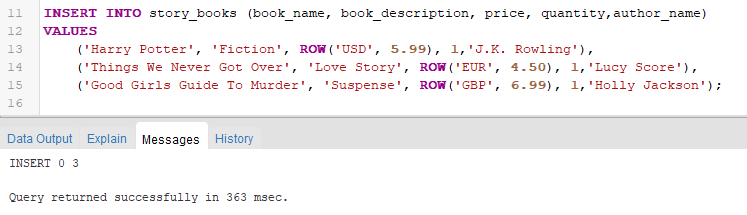 11 INSERT INTO story_books (book_name, book_description, price, quantity,author_name)
12 VALUES
13 ('Harry Potter', 'Fiction', ROW('USD', 5.99), 1,'J.K. Rowling'),
14 ('Things We Never Got Over', 'Love Story', ROW('EUR', 4.50), 1,'Lucy Score'),
15 ('Good Girls Guide To Murder', 'Suspense', ROW('GBP', 6.99), 1,'Holly Jackson');
16
Data Output Explain Messages History
INSERT 0 3
Query returned successfully in 363 msec.